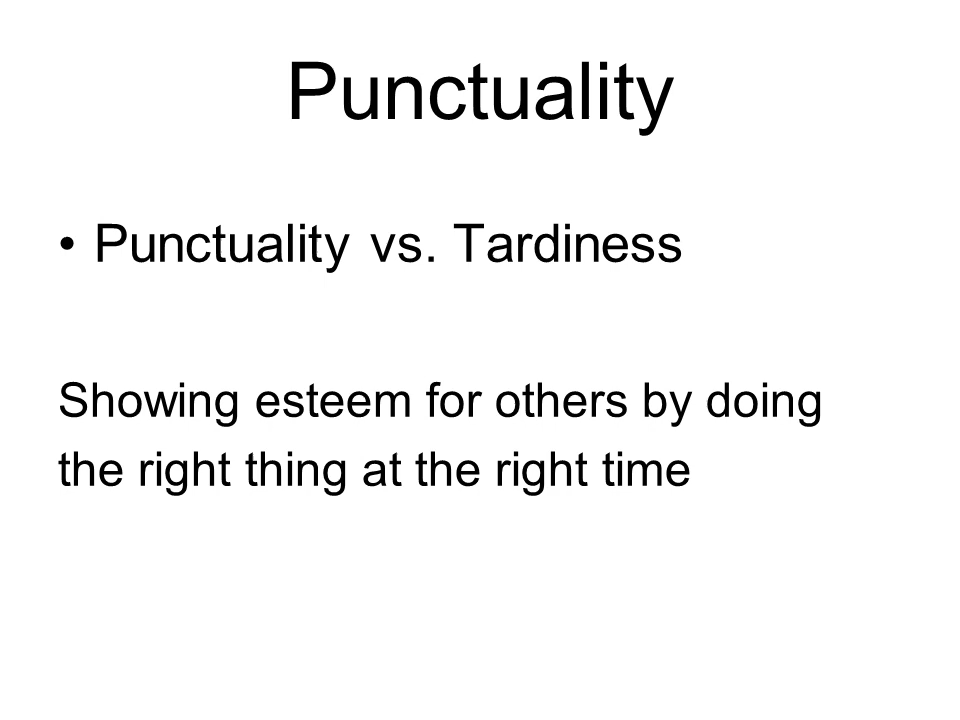 Punctuality
• Punctuality vs. Tardiness
Showing esteem for others by doing
the right thing at the right time